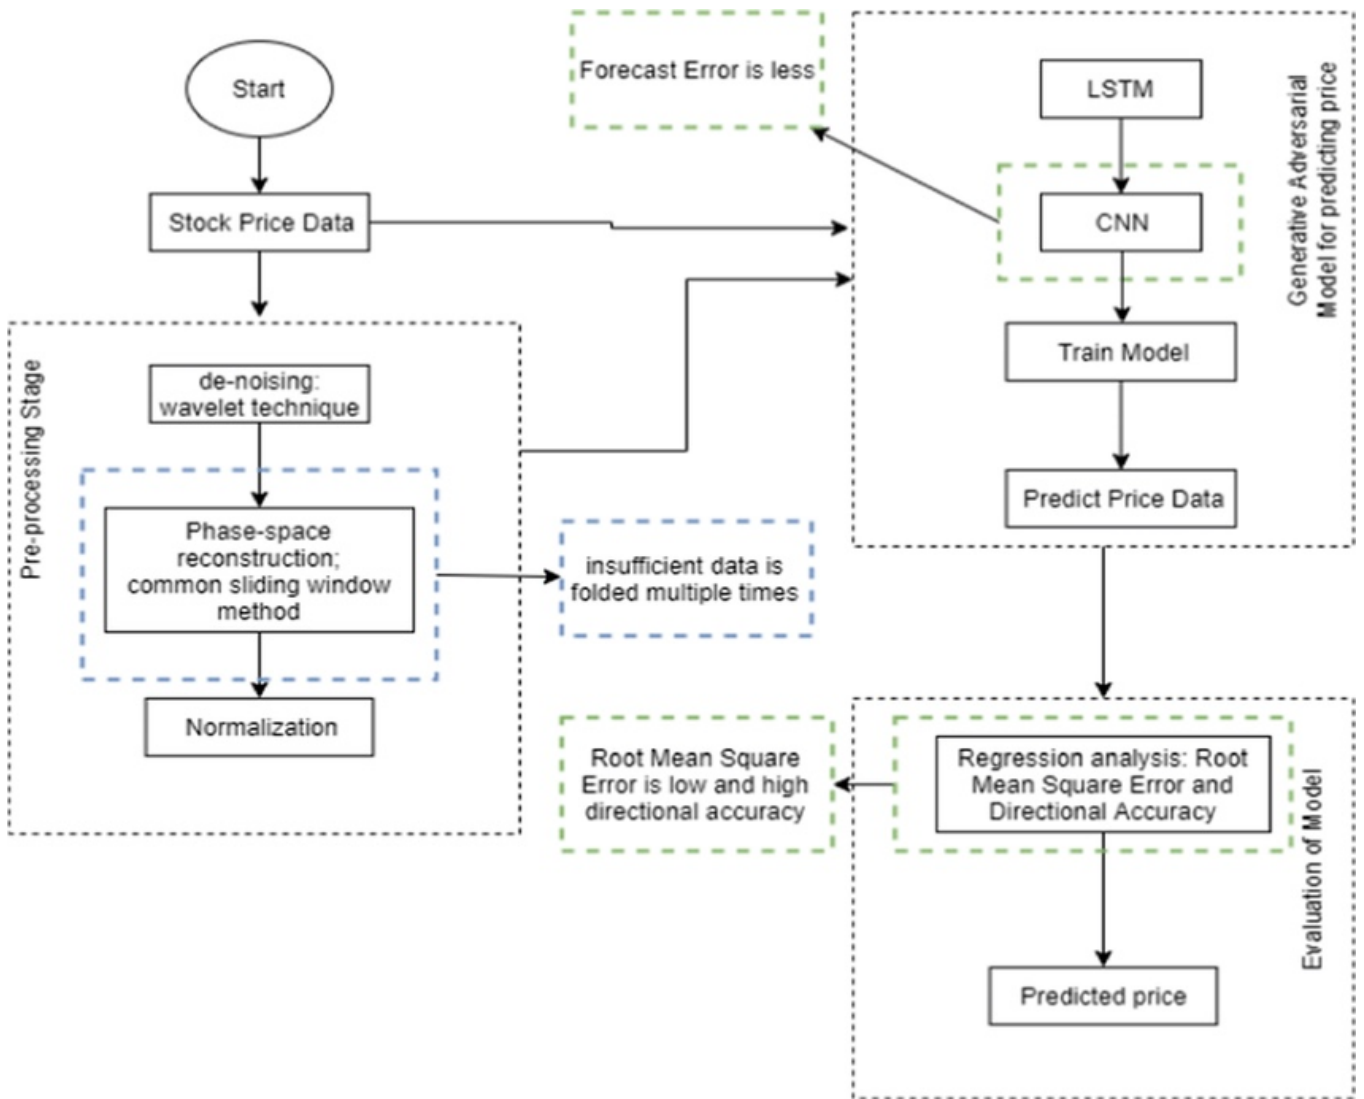 Start
Stock Price Data
Pre-processing Stage
de-noising:
wavelet technique
Phase-space
reconstruction;
common sliding window
method
Normalization
insufficient data is
folded multiple times
Forecast Error is less
Generative Adversarial
Model for predicting price
LSTM
CNN
Train Model
Predict Price Data
Evaluation of Model
Regression analysis: Root
Mean Square Error and
Directional Accuracy
Root Mean Square
Error is low and high
directional accuracy
Predicted price